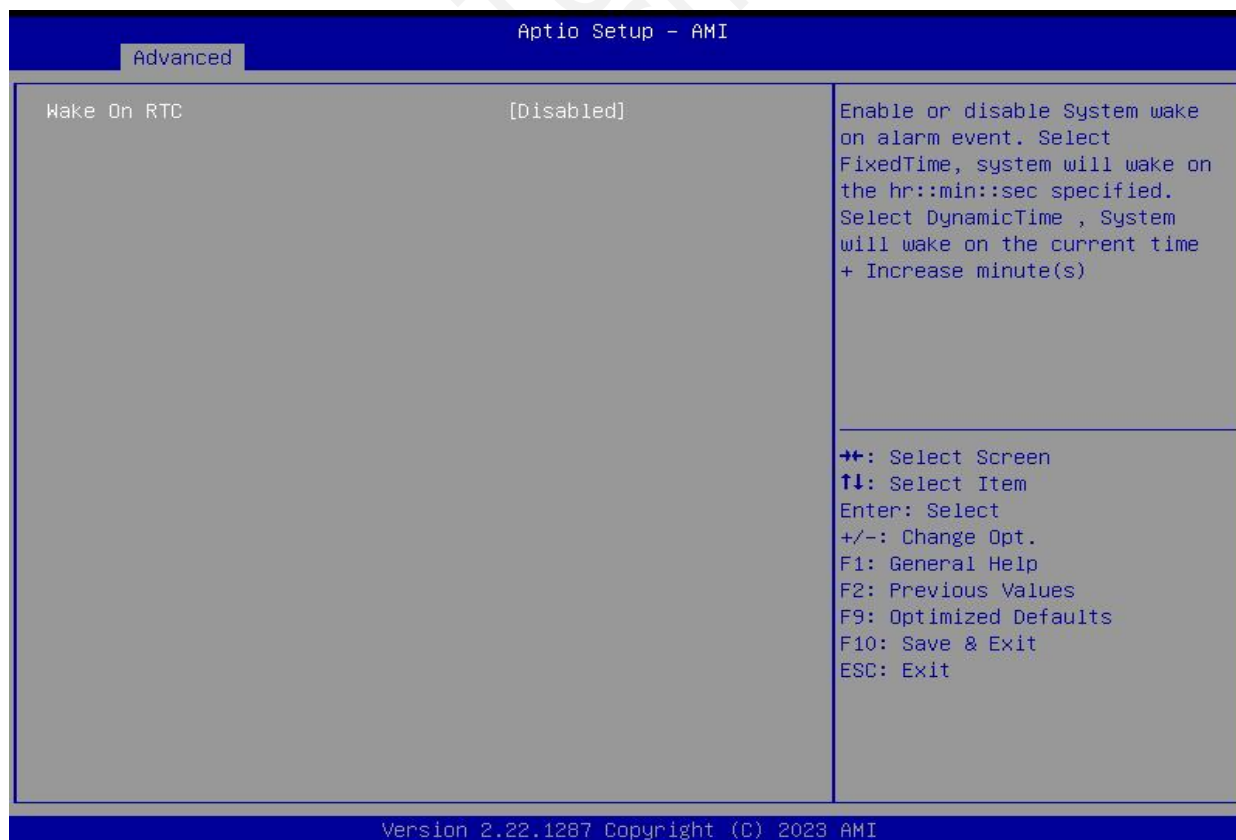 Aptio Setup – AMI
Advanced
Wake On RTC [Disabled]
Enable or disable System wake
on alarm event. Select
FixedTime, system will wake on
the hr::min::sec specified.
Select DynamicTime , System
will wake on the current time
+ Increase minute(s)
→←: Select Screen
↑↓: Select Item
Enter: Select
+/-: Change Opt.
F1: General Help
F2: Previous Values
F9: Optimized Defaults
F10: Save & Exit
ESC: Exit
Version 2.22.1287 Copyright (C) 2023 AMI